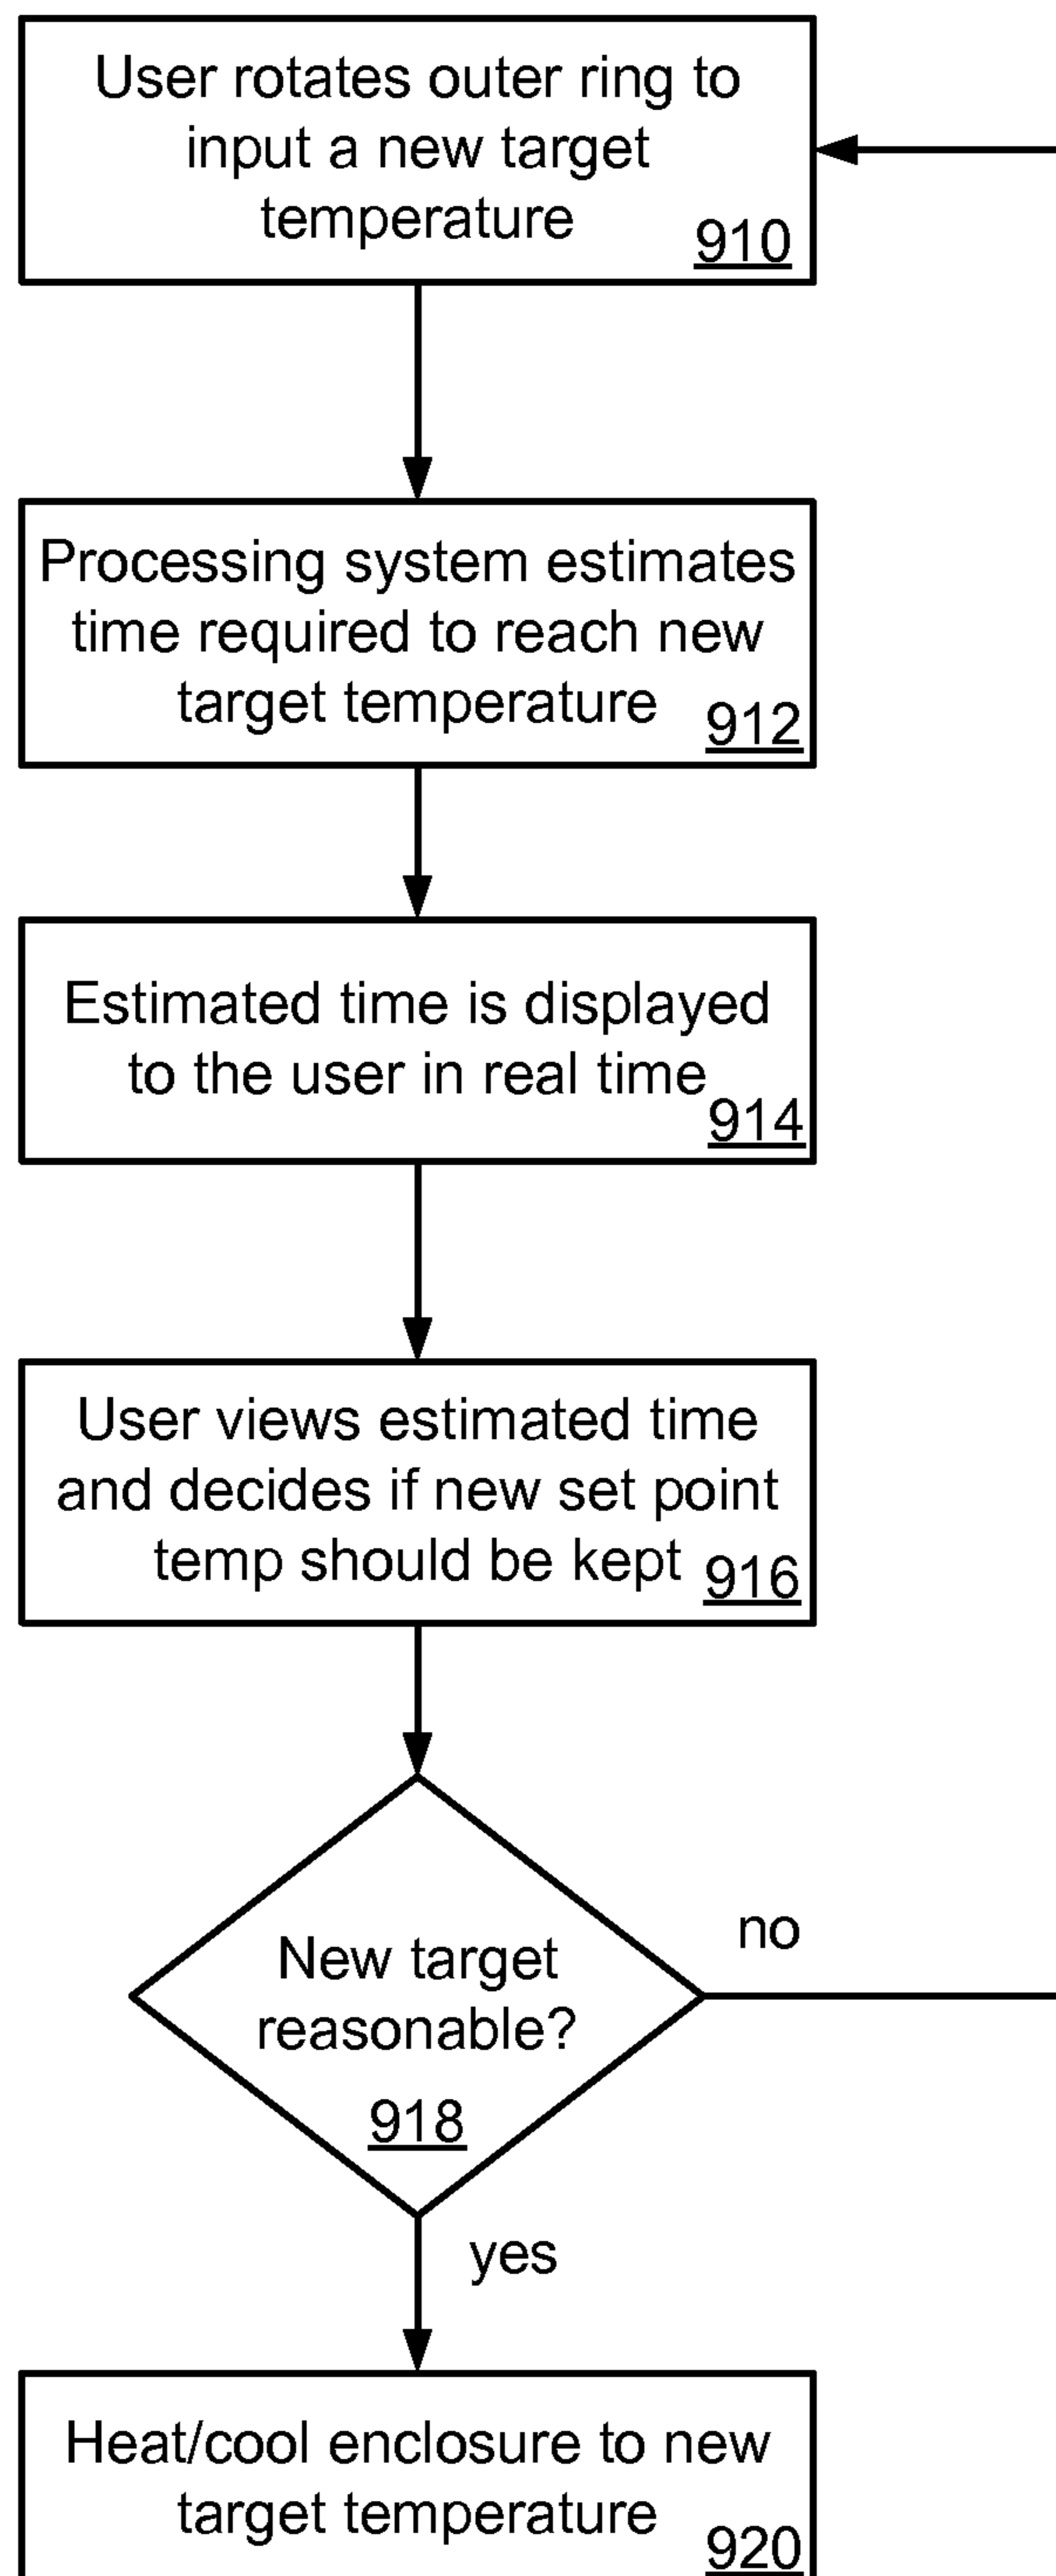 User rotates outer ring to
input a new target
temperature
910
Processing system estimates
time required to reach new
target temperature
912
Estimated time is displayed
to the user in real time
914
User views estimated time
and decides if new set point
temp should be kept
916
New target
reasonable?
918
no
yes
Heat/cool enclosure to new
target temperature
920